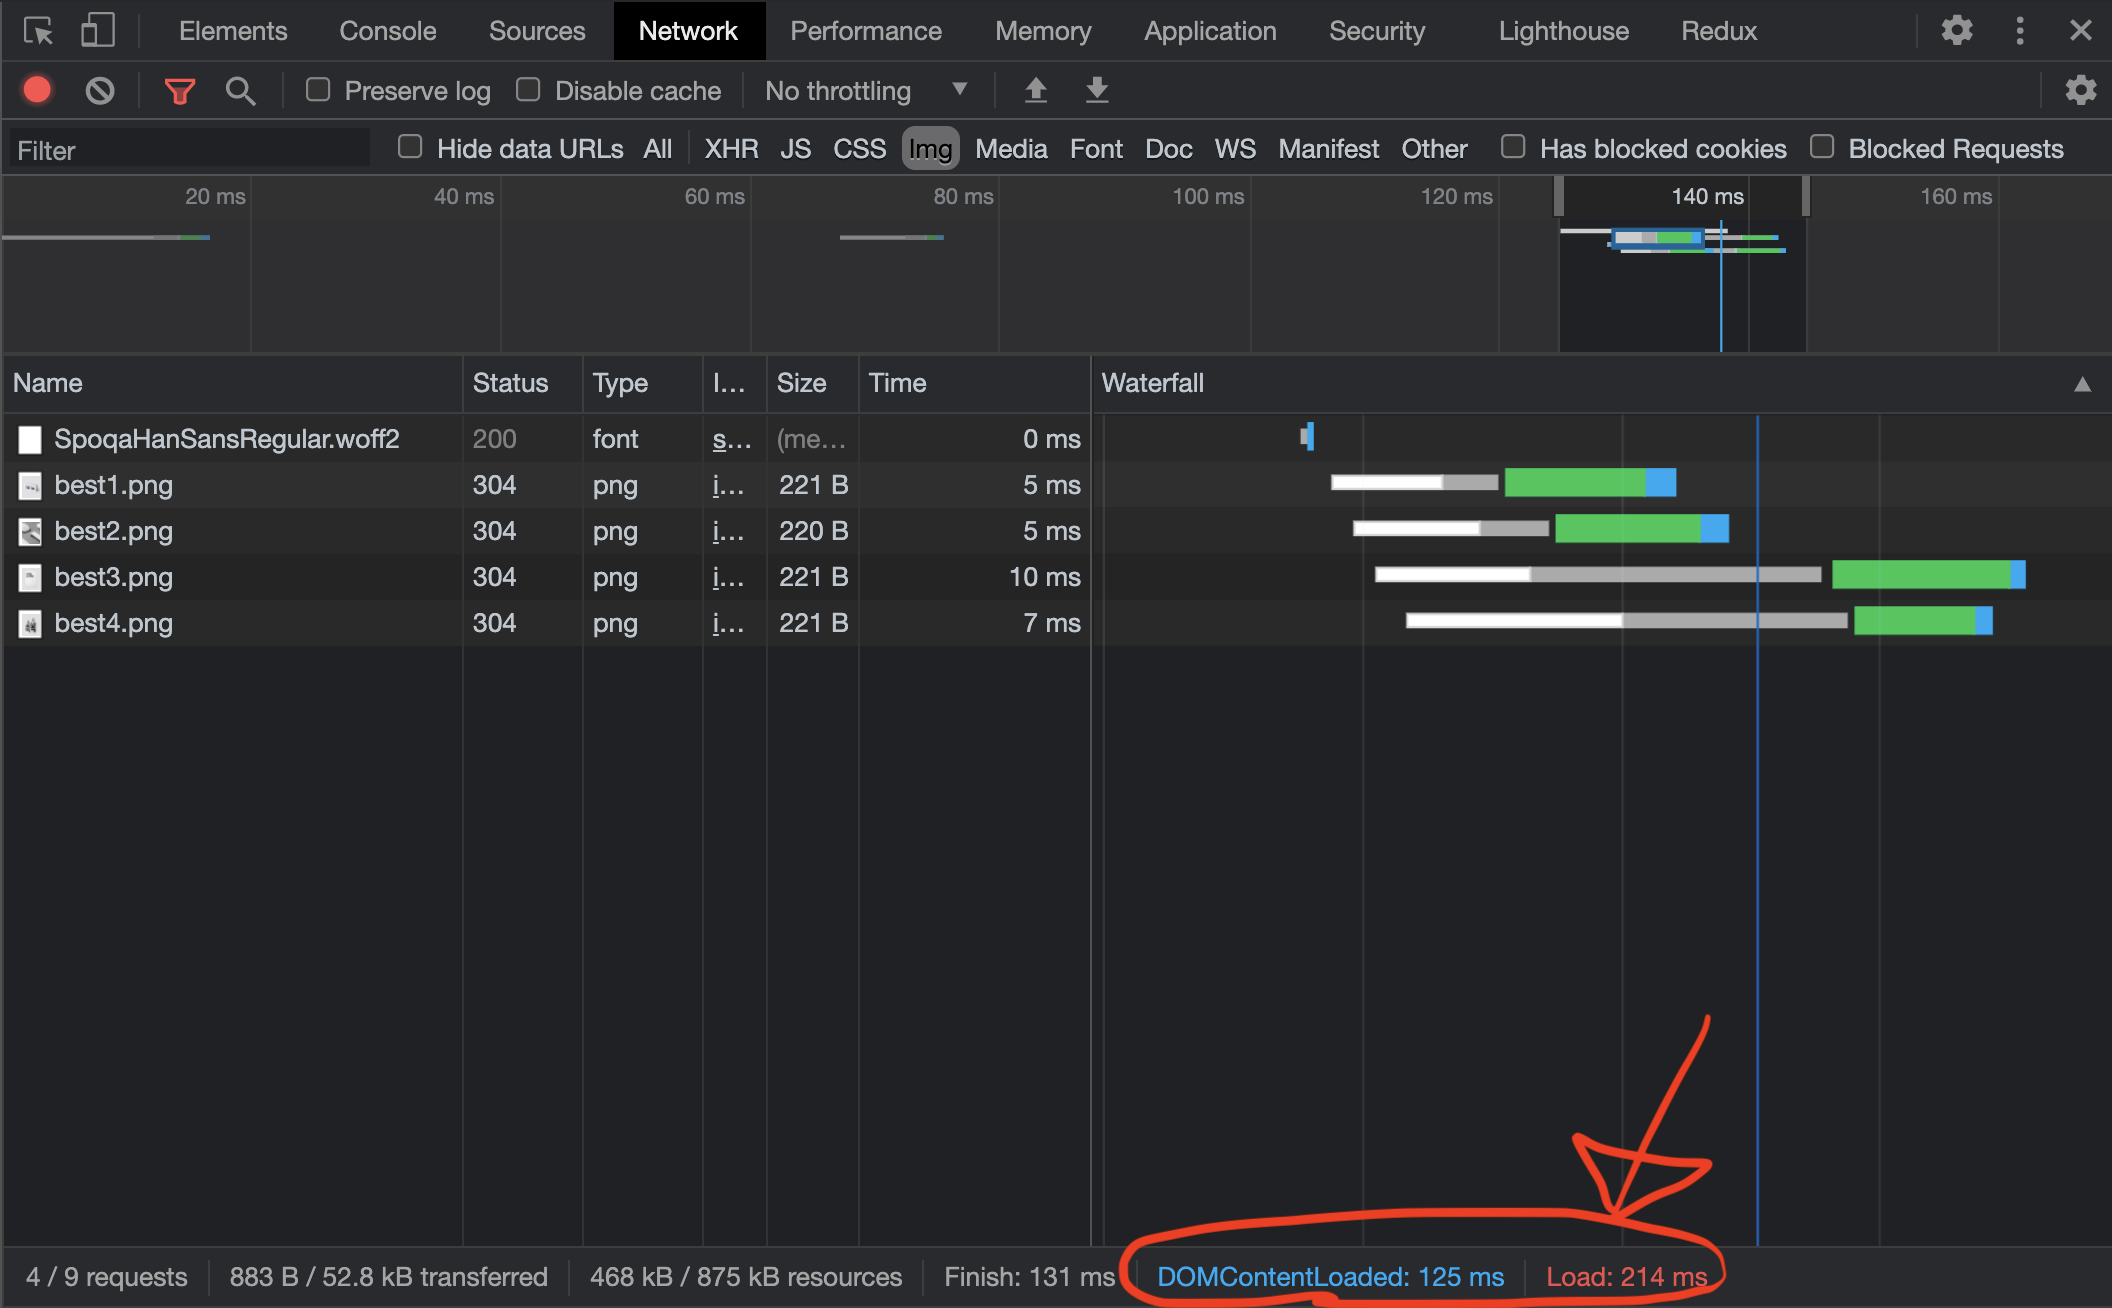 Elements Console Sources Network Performance Memory Application Security Lighthouse Redux
Preserve log Disable cache No throttling
Filter Hide data URLs All XHR JS CSS Img Media Font Doc WS Manifest Other Has blocked cookies Blocked Requests
20 ms 40 ms 60 ms 80 ms 100 ms 120 ms 140 ms 160 ms
Name Status Type I... Size Time Waterfall
SpoqaHanSansRegular.woff2 200 font s... (me... 0 ms
best1.png 304 png i... 221 B 5 ms
best2.png 304 png i... 220 B 5 ms
best3.png 304 png i... 221 B 10 ms
best4.png 304 png i... 221 B 7 ms
4 / 9 requests 883 B / 52.8 kB transferred 468 kB / 875 kB resources Finish: 131 ms DOMContentLoaded: 125 ms Load: 214 ms